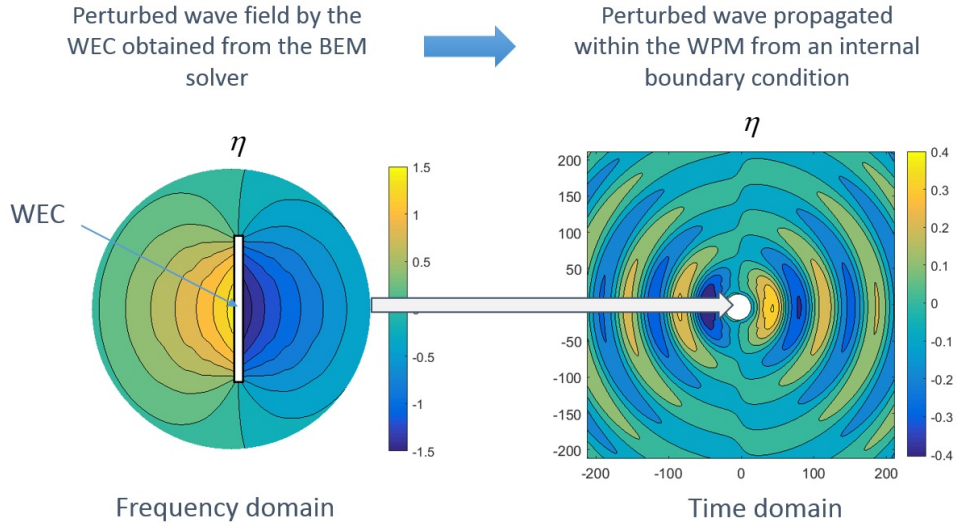 Perturbed wave field by the
WEC obtained from the BEM
solver
Perturbed wave propagated
within the WPM from an internal
boundary condition
η
η
WEC
1.5
1
0.5
-0.5
-1
-1.5
200
150
100
50
0
-50
-100
-150
-200
-200
-100
0
100
200
0.4
0.3
0.2
0.1
0
-0.1
-0.2
-0.3
-0.4
Frequency domain
Time domain